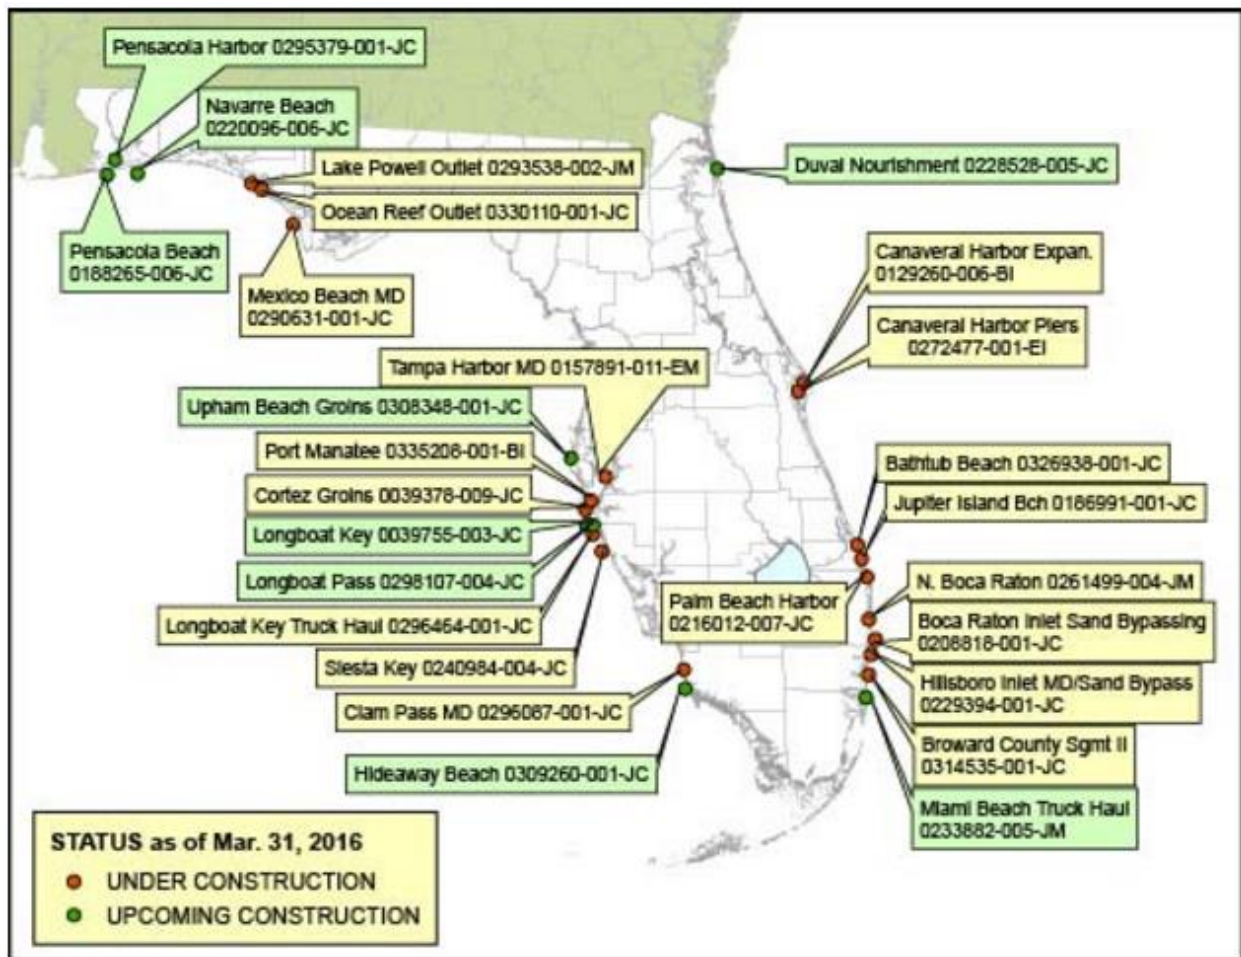 Pensacola Harbor 0295379-001-JC
Navarre Beach
0220096-006-JC
Lake Powell Outlet 0293538-002-JM
Ocean Reef Outlet 0330110-001-JC
Duval Nourishment 0228528-005-JC
Pensacola Beach
0188265-006-JC
Mexico Beach MD
0290631-001-JC
Canaveral Harbor Expan.
0129260-006-BI
Canaveral Harbor Piers
0272477-001-EI
Tampa Harbor MD 0157891-011-EM
Upham Beach Groins 0308348-001-JC
Port Manatee 0335208-001-BI
Cortez Groins 0039378-009-JC
Longboat Key 0039755-003-JC
Longboat Pass 0298107-004-JC
Longboat Key Truck Haul 0296464-001-JC
Siesta Key 0240984-004-JC
Clam Pass MD 0296087-001-JC
Hideaway Beach 0309260-001-JC
Bathtub Beach 0326938-001-JC
Jupiter Island Bch 0186991-001-JC
Palm Beach Harbor
0216012-007-JC
N. Boca Raton 0261499-004-JM
Boca Raton Inlet Sand Bypassing
0208818-001-JC
Hillsboro Inlet MD/Sand Bypass
0229394-001-JC
Broward County Sgmt II
0314535-001-JC
Miami Beach Truck Haul
0233882-005-JM
STATUS as of Mar. 31, 2016
UNDER CONSTRUCTION
UPCOMING CONSTRUCTION